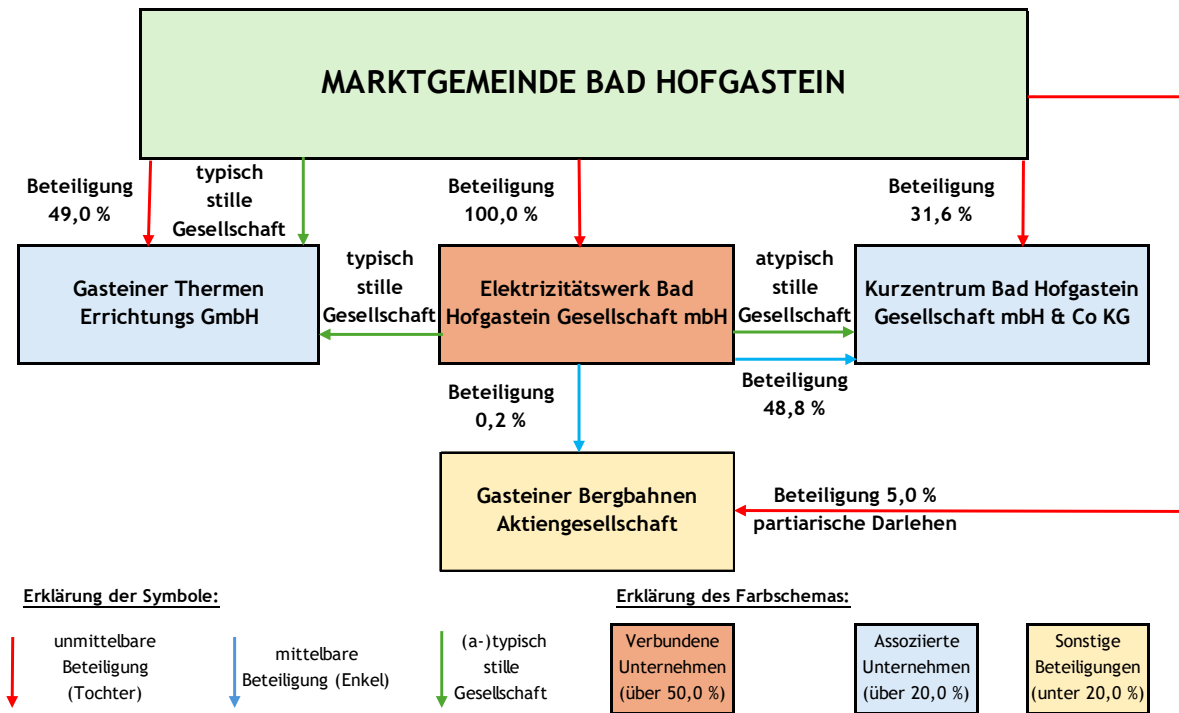 MARKTGEMEINDE BAD HOFGASTEIN
Beteiligung
49,0 %
typisch
stille
Gesellschaft
Beteiligung
100,0 %
Beteiligung
31,6 %
Gasteiner Thermen
Errichtungs GmbH
typisch
stille
Gesellschaft
Elektrizitätswerk Bad
Hofgastein Gesellschaft mbH
atypisch
stille
Gesellschaft
Kurzentrum Bad Hofgastein
Gesellschaft mbH & Co KG
Beteiligung
0,2 %
Beteiligung
48,8 %
Gasteiner Bergbahnen
Aktiengesellschaft
Beteiligung 5,0 %
partiarische Darlehen
Erklärung der Symbole:
unmittelbare
Beteiligung
(Tochter)
mittelbare
Beteiligung (Enkel)
(a-)typisch
stille
Gesellschaft
Erklärung des Farbschemas:
Verbundene
Unternehmen
(über 50,0 %)
Assoziierte
Unternehmen
(über 20,0 %)
Sonstige
Beteiligungen
(unter 20,0 %)